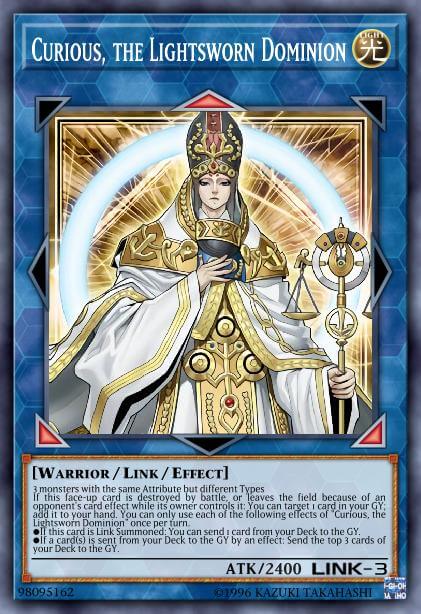 Curious, the Lightsworn Dominion
LIGHT
光
[Warrior / Link / Effect]
3 monsters with the same Attribute but different Types
If this face-up card is destroyed by battle, or leaves the field because of an
opponent's card effect while its owner controls it: You can target 1 card in your GY;
add it to your hand. You can only use each of the following effects of "Curious, the
Lightsworn Dominion" once per turn.
●If this card is Link Summoned: You can send 1 card from your Deck to the GY.
●If a card(s) is sent from your Deck to the GY by an effect: Send the top 3 cards of
your Deck to the GY.
ATK/2400 LINK-3
98095162
©1996 KAZUKI TAKAHASHI